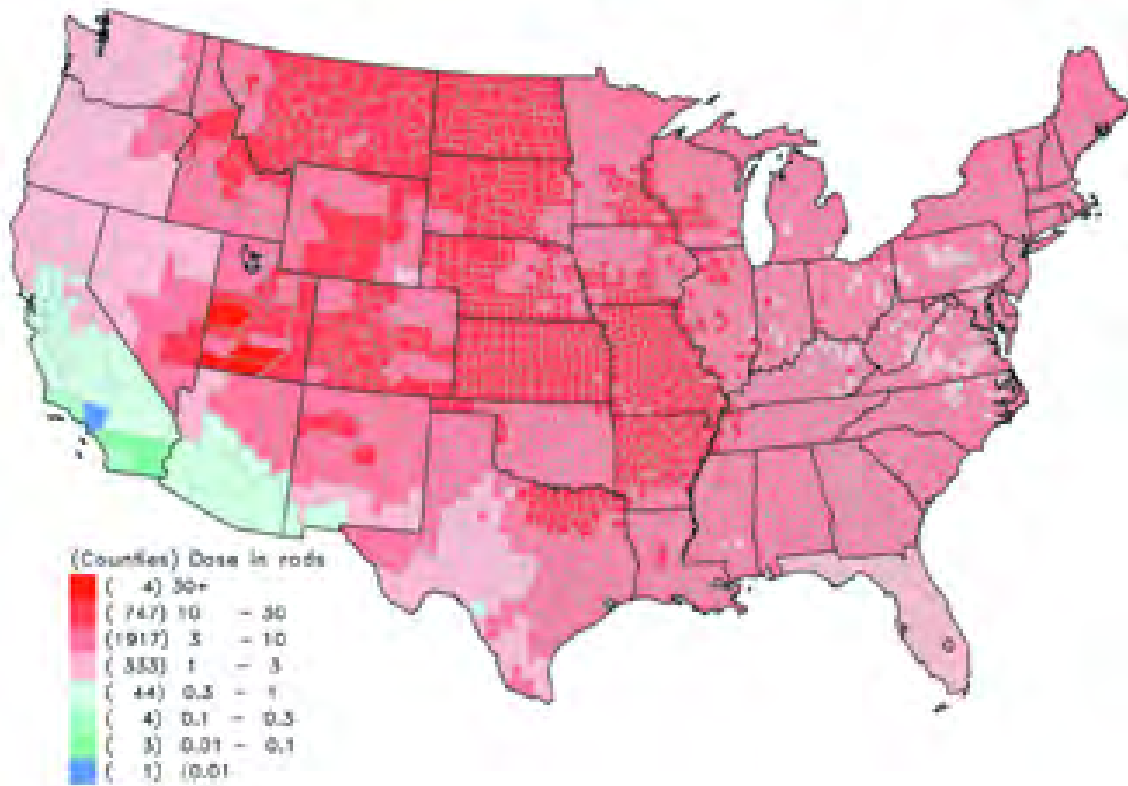 (Counties) Dose in rads
( 4) 30+
( 747) 10 - 30
(1917) 3 - 10
( 333) 1 - 3
( 44) 0.3 - 1
( 4) 0.1 - 0.3
( 3) 0.01 - 0.1
( 1) <0.01